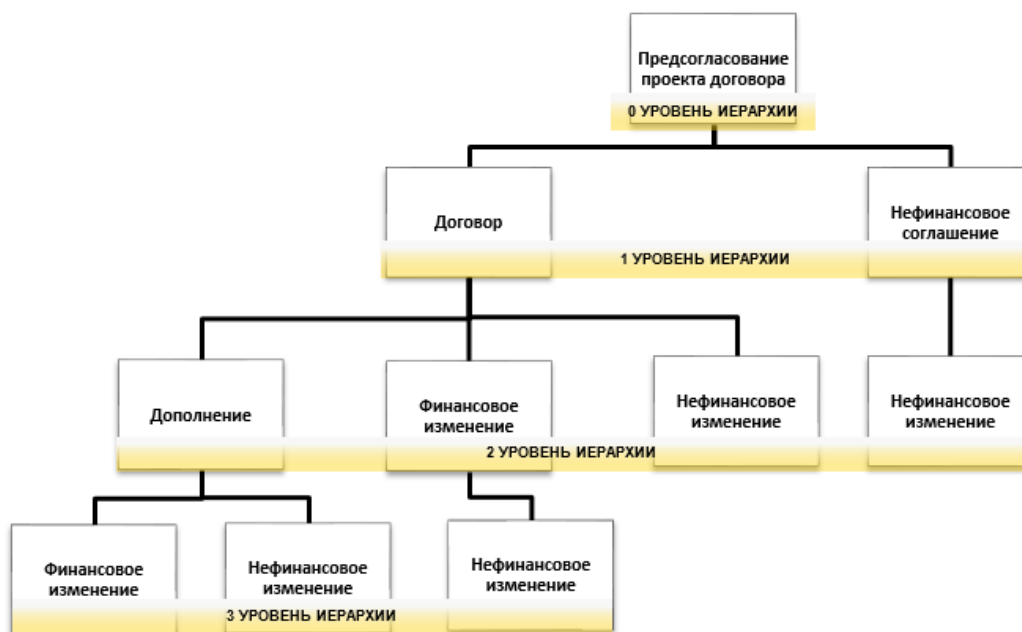 Предсогласование
проекта договора
0 УРОВЕНЬ ИЕРАРХИИ
Договор
Нефинансовое
соглашение
1 УРОВЕНЬ ИЕРАРХИИ
Дополнение
Финансовое
изменение
Нефинансовое
изменение
Нефинансовое
изменение
2 УРОВЕНЬ ИЕРАРХИИ
Финансовое
изменение
Нефинансовое
изменение
Нефинансовое
изменение
3 УРОВЕНЬ ИЕРАРХИИ